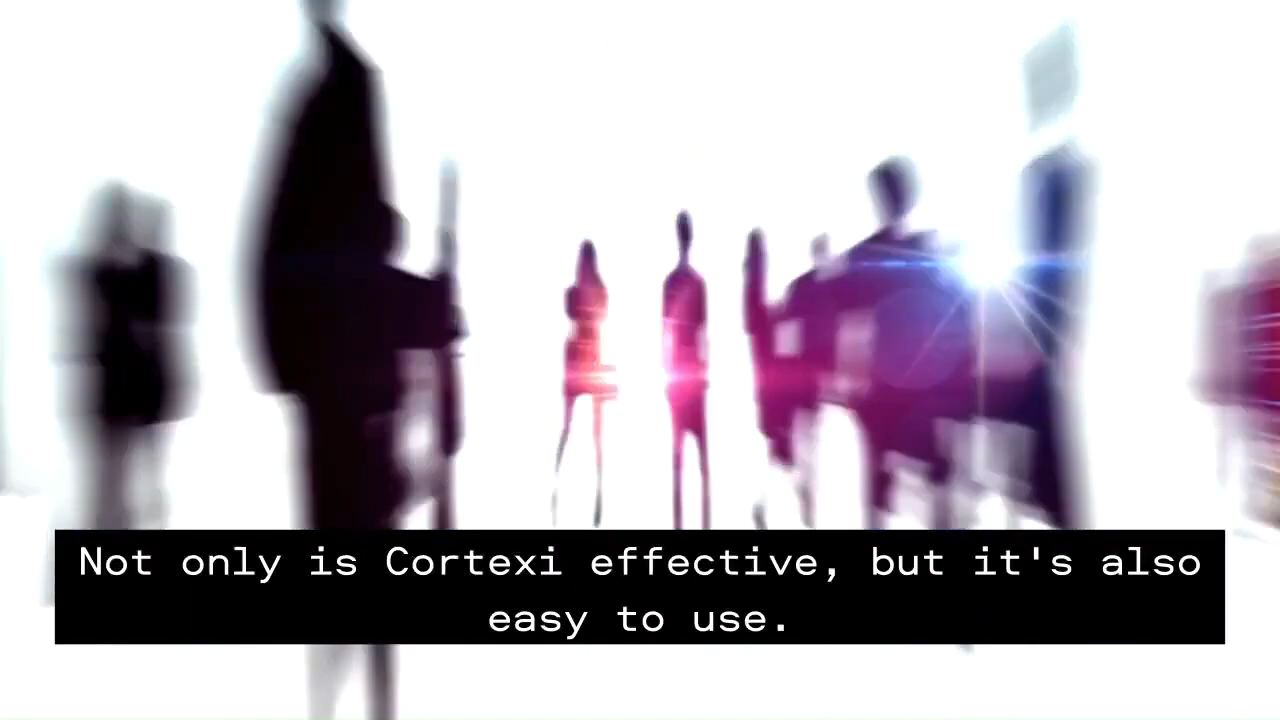 Not only is Cortexi effective, but it's also
easy to use.